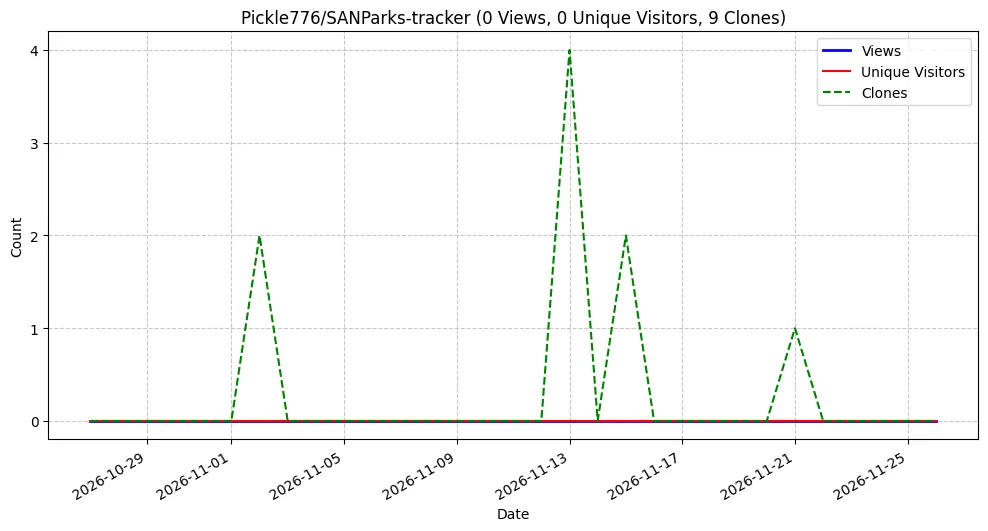 Pickle776/SANParks-tracker (0 Views, 0 Unique Visitors, 9 Clones)
Views
Unique Visitors
Clones
Count
4
3
2
1
0
2026-10-29
2026-11-01
2026-11-05
2026-11-09
2026-11-13
2026-11-17
2026-11-21
2026-11-25
Date